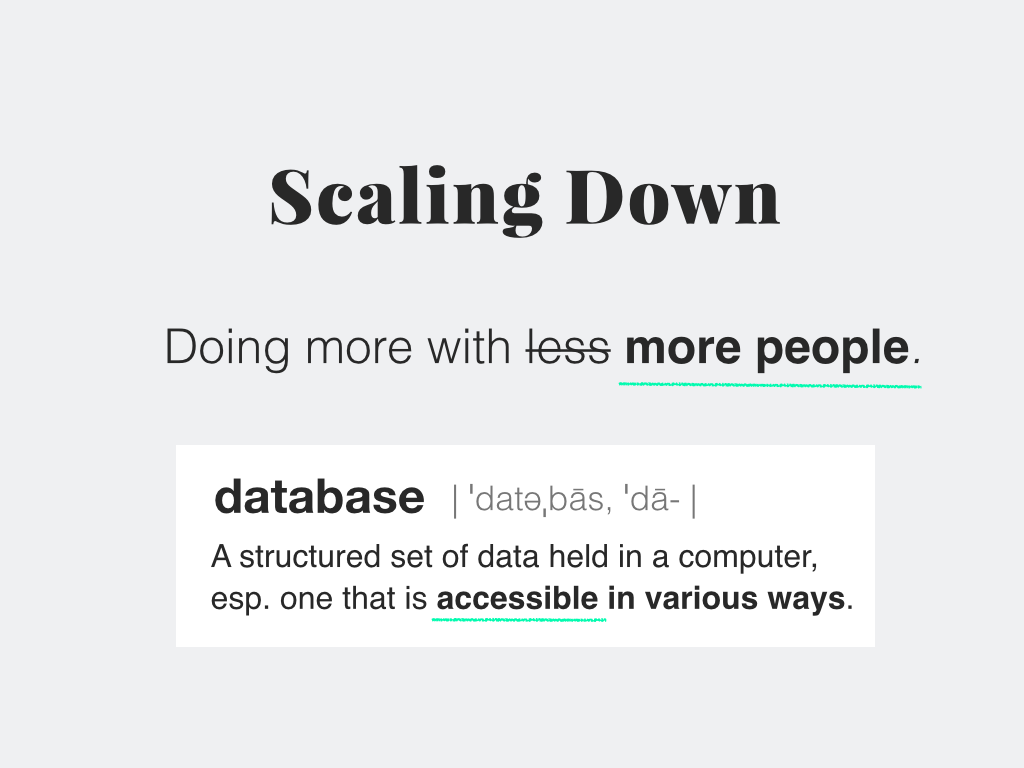 Scaling Down
Doing more with less more people.
database | ˈdatəˌbās, ˈdā- |
A structured set of data held in a computer,
esp. one that is accessible in various ways.